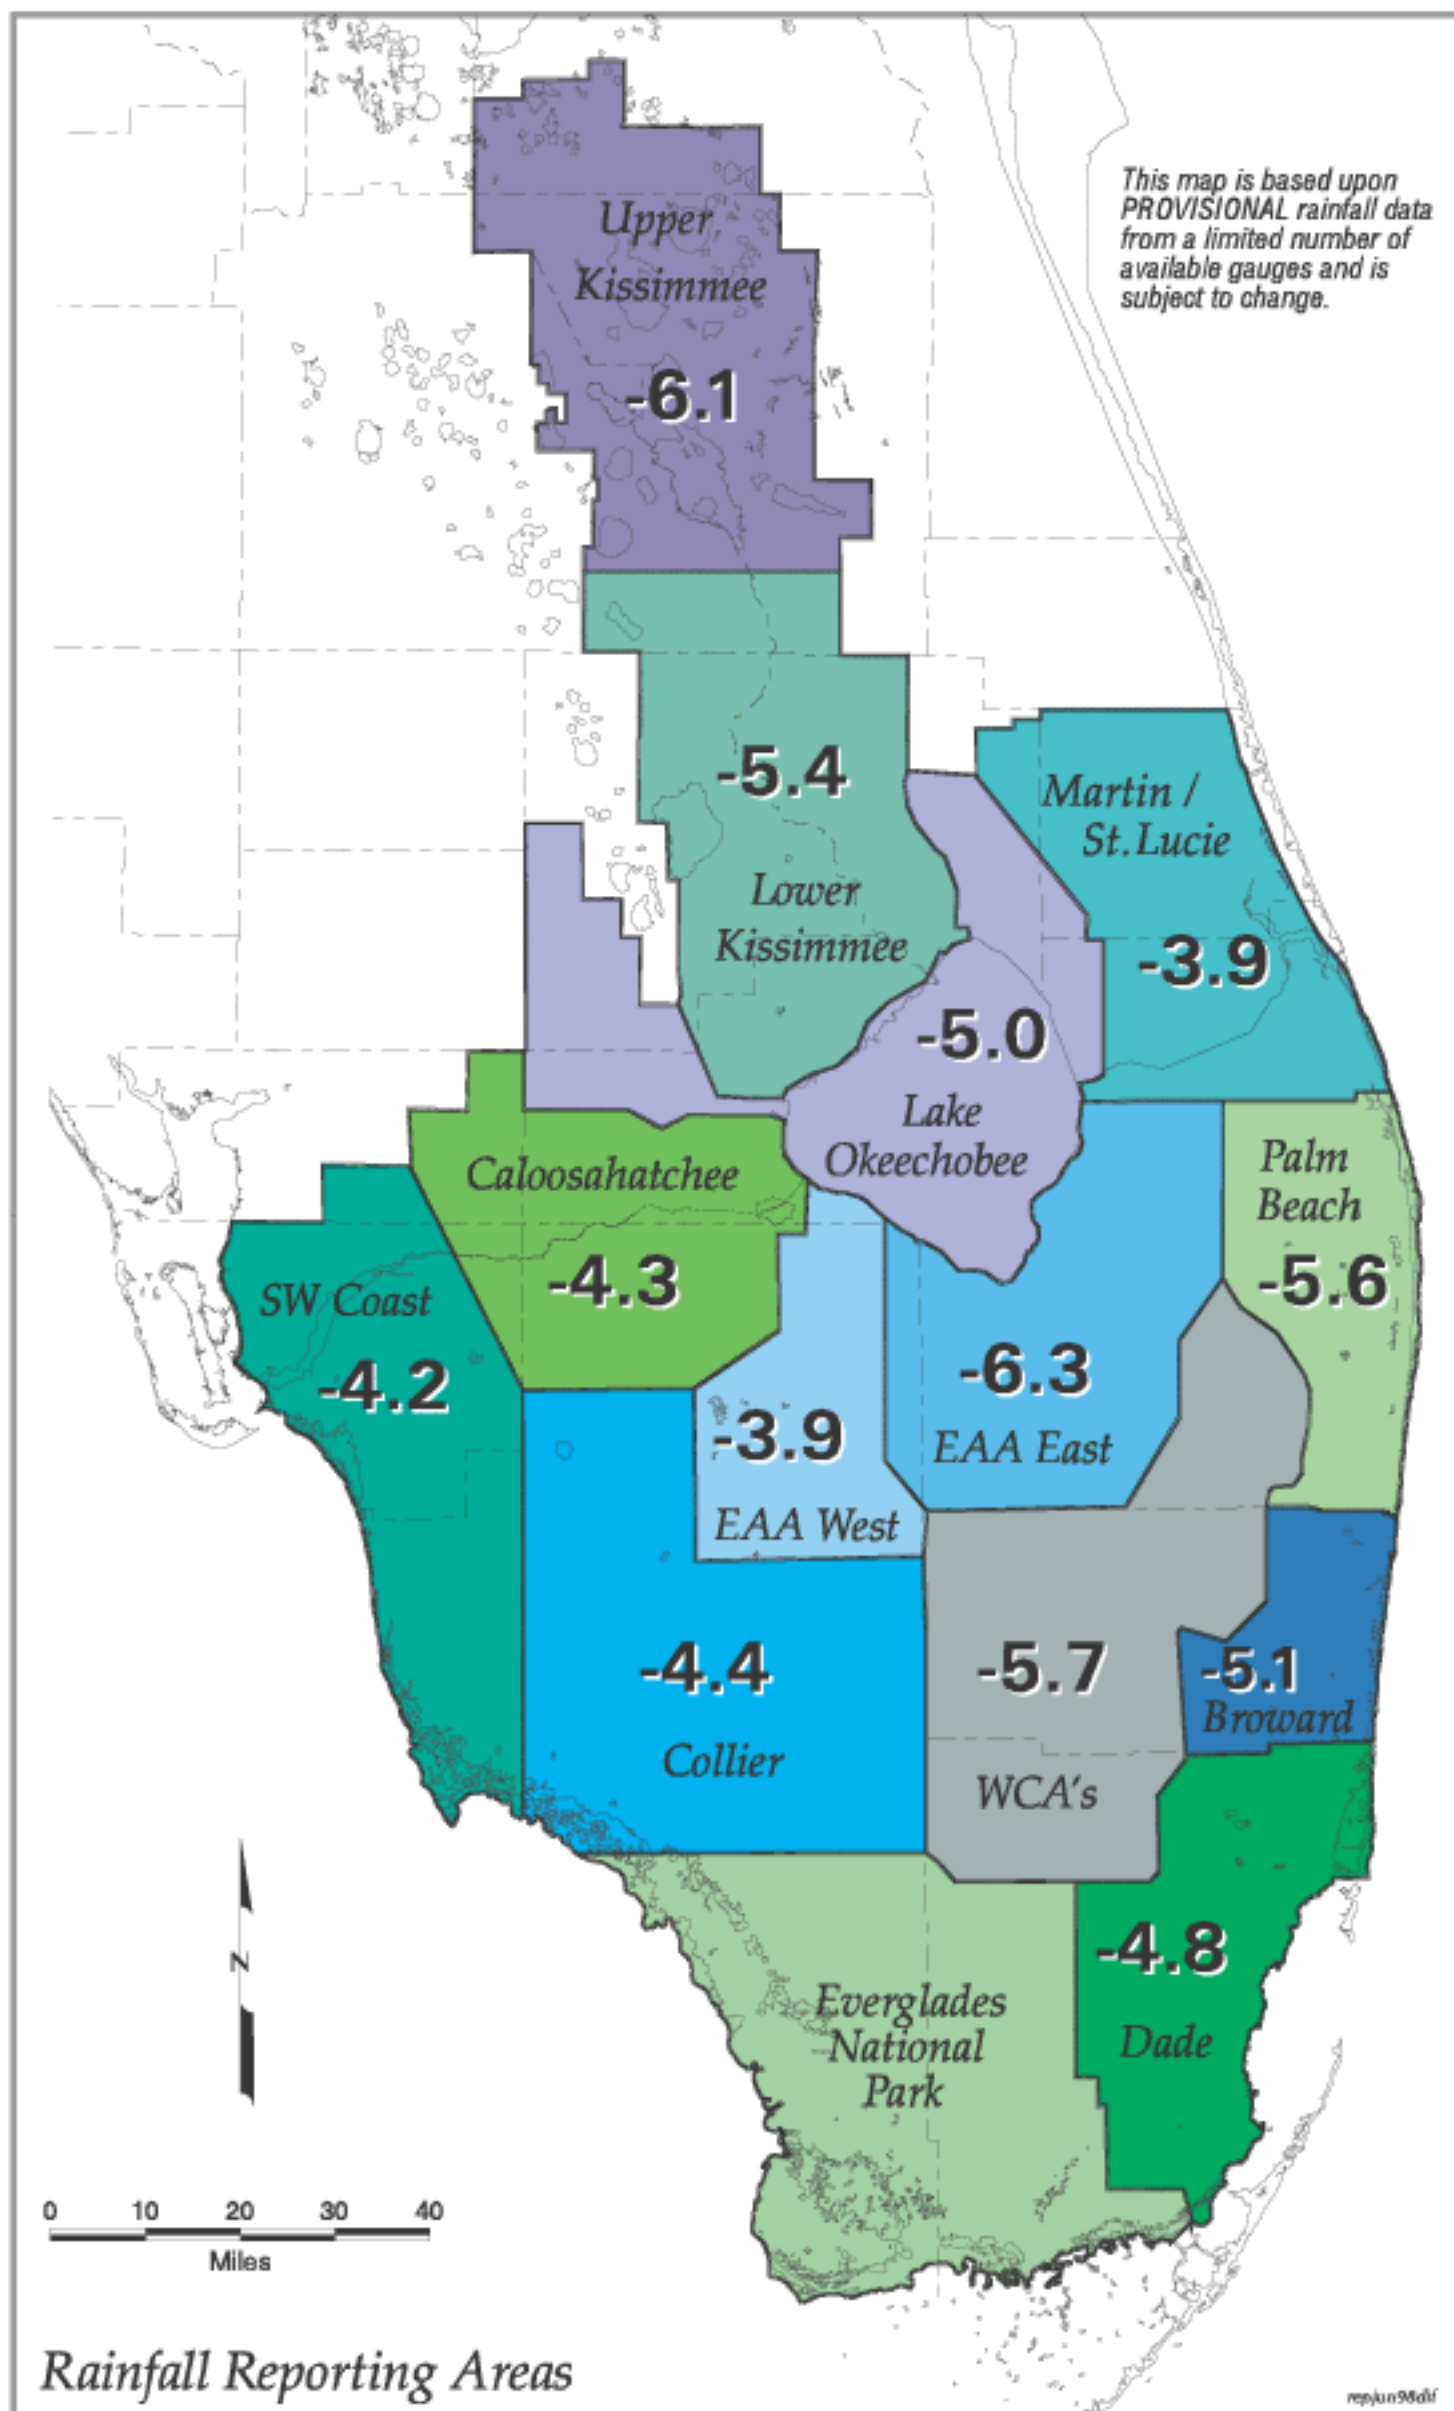 This map is based upon
PROVISIONAL rainfall data
from a limited number of
available gauges and is
subject to change.
Upper
Kissimmee
-6.1
-5.4
Lower
Kissimmee
Martin /
St. Lucie
-3.9
-5.0
Lake
Okeechobee
Caloosahatchee
-4.3
Palm
Beach
-5.6
SW Coast
-4.2
-6.3
EAA East
-3.9
EAA West
-4.4
Collier
-5.7
WCA's
-5.1
Broward
-4.8
Dade
Everglades
National
Park
N
0 10 20 30 40
Miles
Rainfall Reporting Areas
repjun98dif